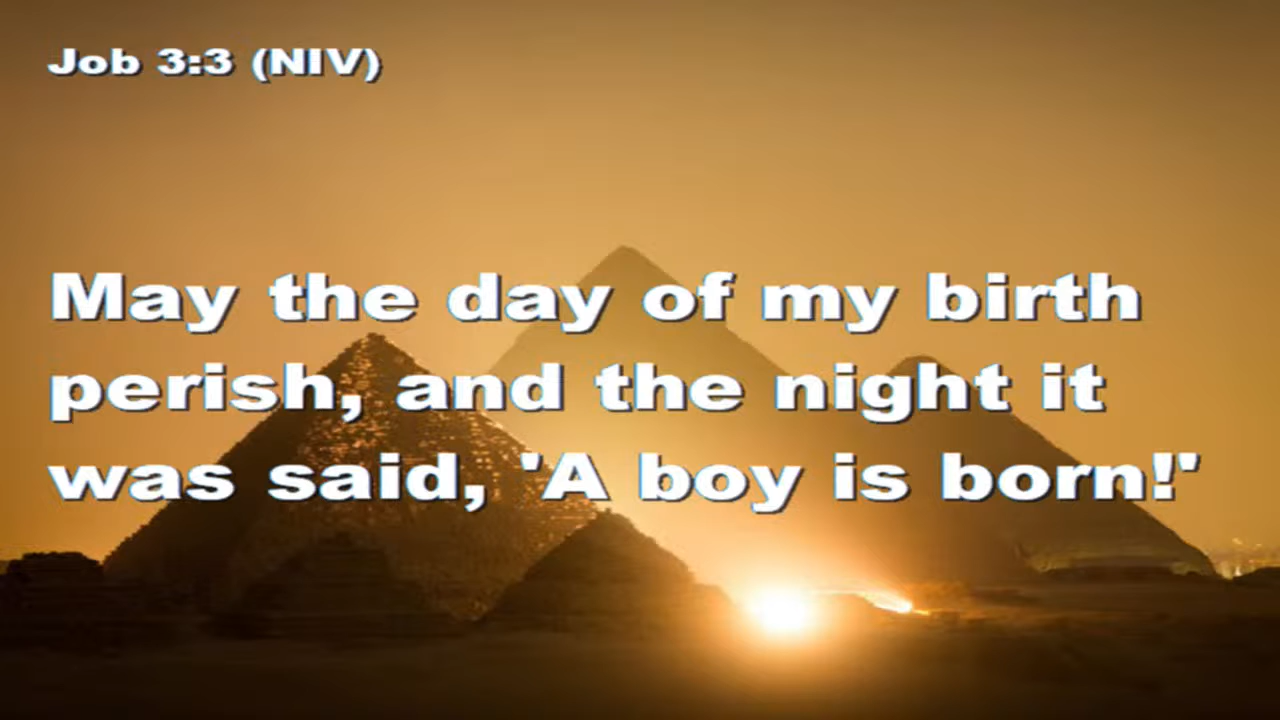 Job 3:3 (NIV)
May the day of my birth
perish, and the night it
was said, 'A boy is born!'